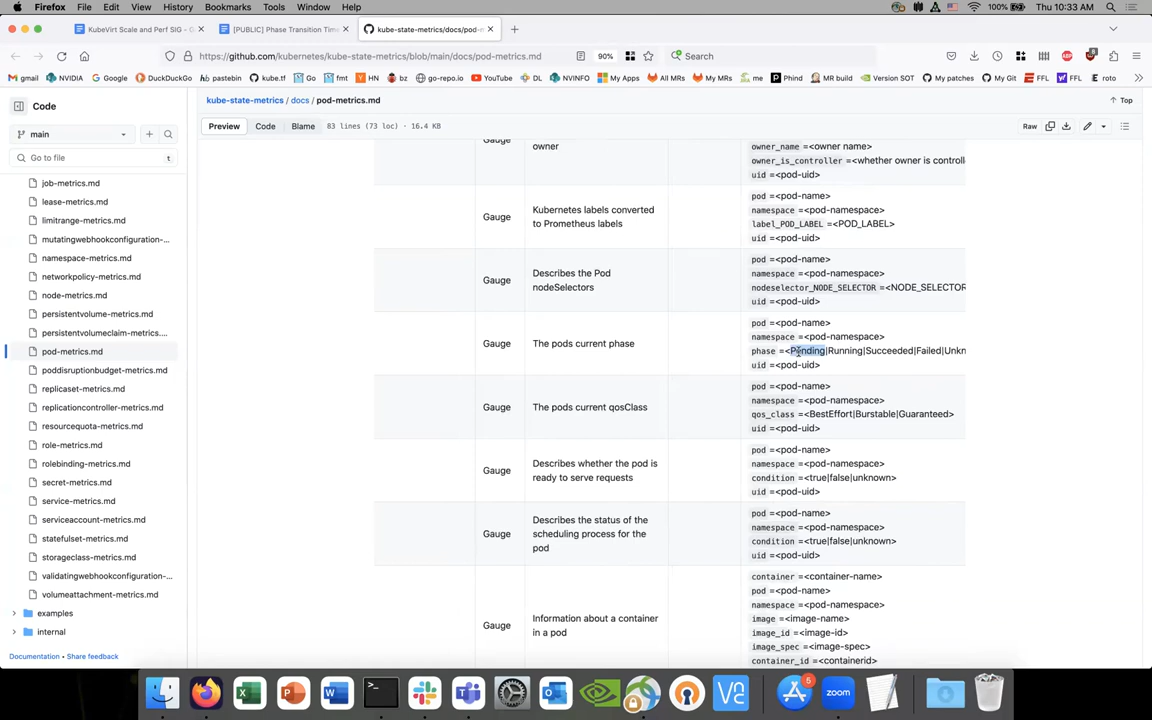 Firefox File Edit View History Bookmarks Tools Window Help
100% Thu 10:33 AM
KubeVirt Scale and Perf SIG -
[PUBLIC] Phase Transition Tim
kube-state-metrics/docs/pod-m
https://github.com/kubernetes/kube-state-metrics/blob/main/docs/pod-metrics.md
90%
Search
gmail NVIDIA Google DuckDuckGo pastebin kube.tf Go fmt HN bz go-repo.io YouTube DL NVINFO My Apps All MRs My MRs me Phind MR build Version SOT My patches My Git FFL FFL eroto
Code
kube-state-metrics / docs / pod-metrics.md
Top
main
Preview Code Blame 83 lines (73 loc) · 16.4 KB
Raw
Go to file
t
job-metrics.md
lease-metrics.md
limitrange-metrics.md
mutatingwebhookconfiguration-...
namespace-metrics.md
networkpolicy-metrics.md
node-metrics.md
persistentvolume-metrics.md
persistentvolumeclaim-metrics....
pod-metrics.md
poddisruptionbudget-metrics.md
replicaset-metrics.md
replicationcontroller-metrics.md
resourcequota-metrics.md
role-metrics.md
rolebinding-metrics.md
secret-metrics.md
service-metrics.md
serviceaccount-metrics.md
statefulset-metrics.md
storageclass-metrics.md
validatingwebhookconfiguration-...
volumeattachment-metrics.md
examples
internal
Documentation • Share feedback
Gauge
owner
owner_name =<owner name>
owner_is_controller =<whether owner is controll
uid =<pod-uid>
Gauge
Kubernetes labels converted
to Prometheus labels
pod =<pod-name>
namespace =<pod-namespace>
label_POD_LABEL =<POD_LABEL>
uid =<pod-uid>
Gauge
Describes the Pod
nodeSelectors
pod =<pod-name>
namespace =<pod-namespace>
nodeselector_NODE_SELECTOR =<NODE_SELECTOR
uid =<pod-uid>
Gauge
The pods current phase
pod =<pod-name>
namespace =<pod-namespace>
phase =<Pending|Running|Succeeded|Failed|Unkn
uid =<pod-uid>
Gauge
The pods current qosClass
pod =<pod-name>
namespace =<pod-namespace>
qos_class =<BestEffort|Burstable|Guaranteed>
uid =<pod-uid>
Gauge
Describes whether the pod is
ready to serve requests
pod =<pod-name>
namespace =<pod-namespace>
condition =<true|false|unknown>
uid =<pod-uid>
Gauge
Describes the status of the
scheduling process for the
pod
pod =<pod-name>
namespace =<pod-namespace>
condition =<true|false|unknown>
uid =<pod-uid>
Gauge
Information about a container
in a pod
container =<container-name>
pod =<pod-name>
namespace =<pod-namespace>
image =<image-name>
image_id =<image-id>
image_spec =<image-spec>
container_id =<containerid>
5
zoom